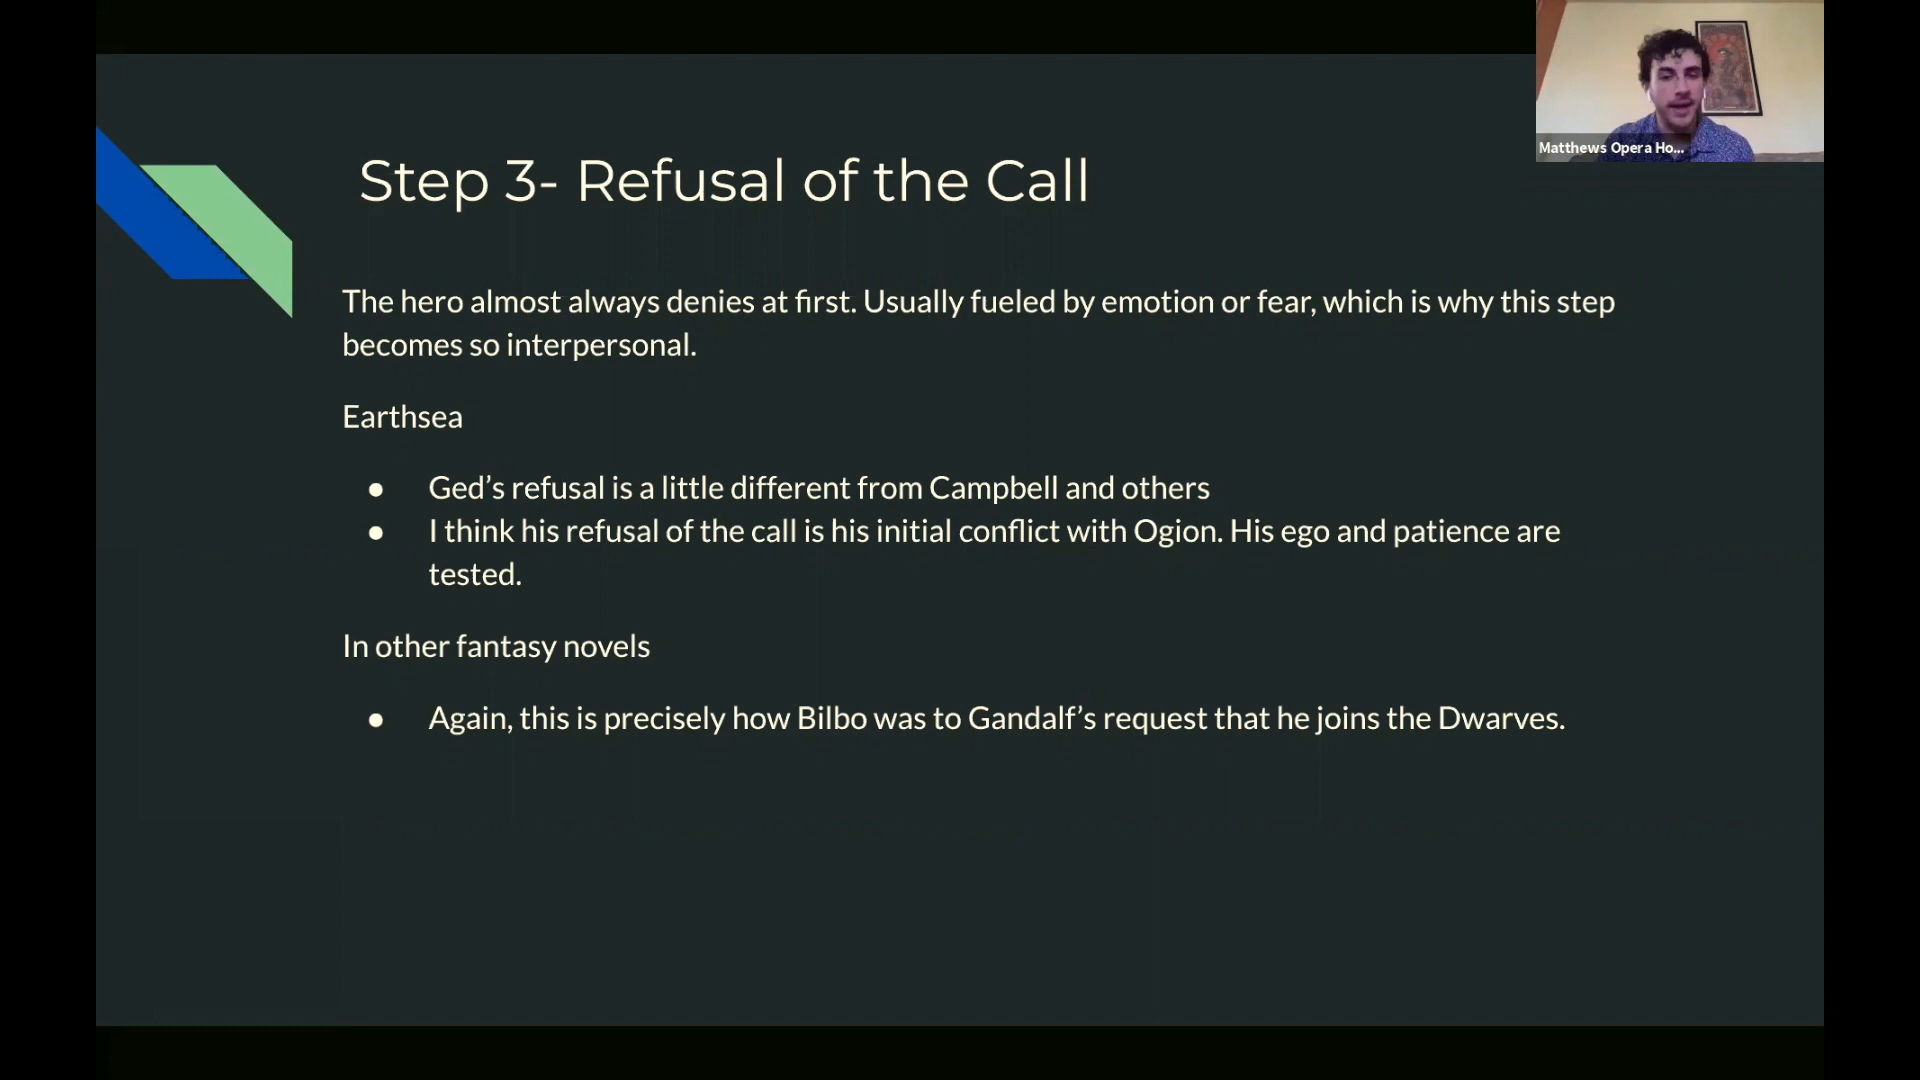 Matthews Opera Ho...
Step 3- Refusal of the Call
The hero almost always denies at first. Usually fueled by emotion or fear, which is why this step
becomes so interpersonal.
Earthsea
● Ged’s refusal is a little different from Campbell and others
● I think his refusal of the call is his initial conflict with Ogion. His ego and patience are
tested.
In other fantasy novels
● Again, this is precisely how Bilbo was to Gandalf’s request that he joins the Dwarves.